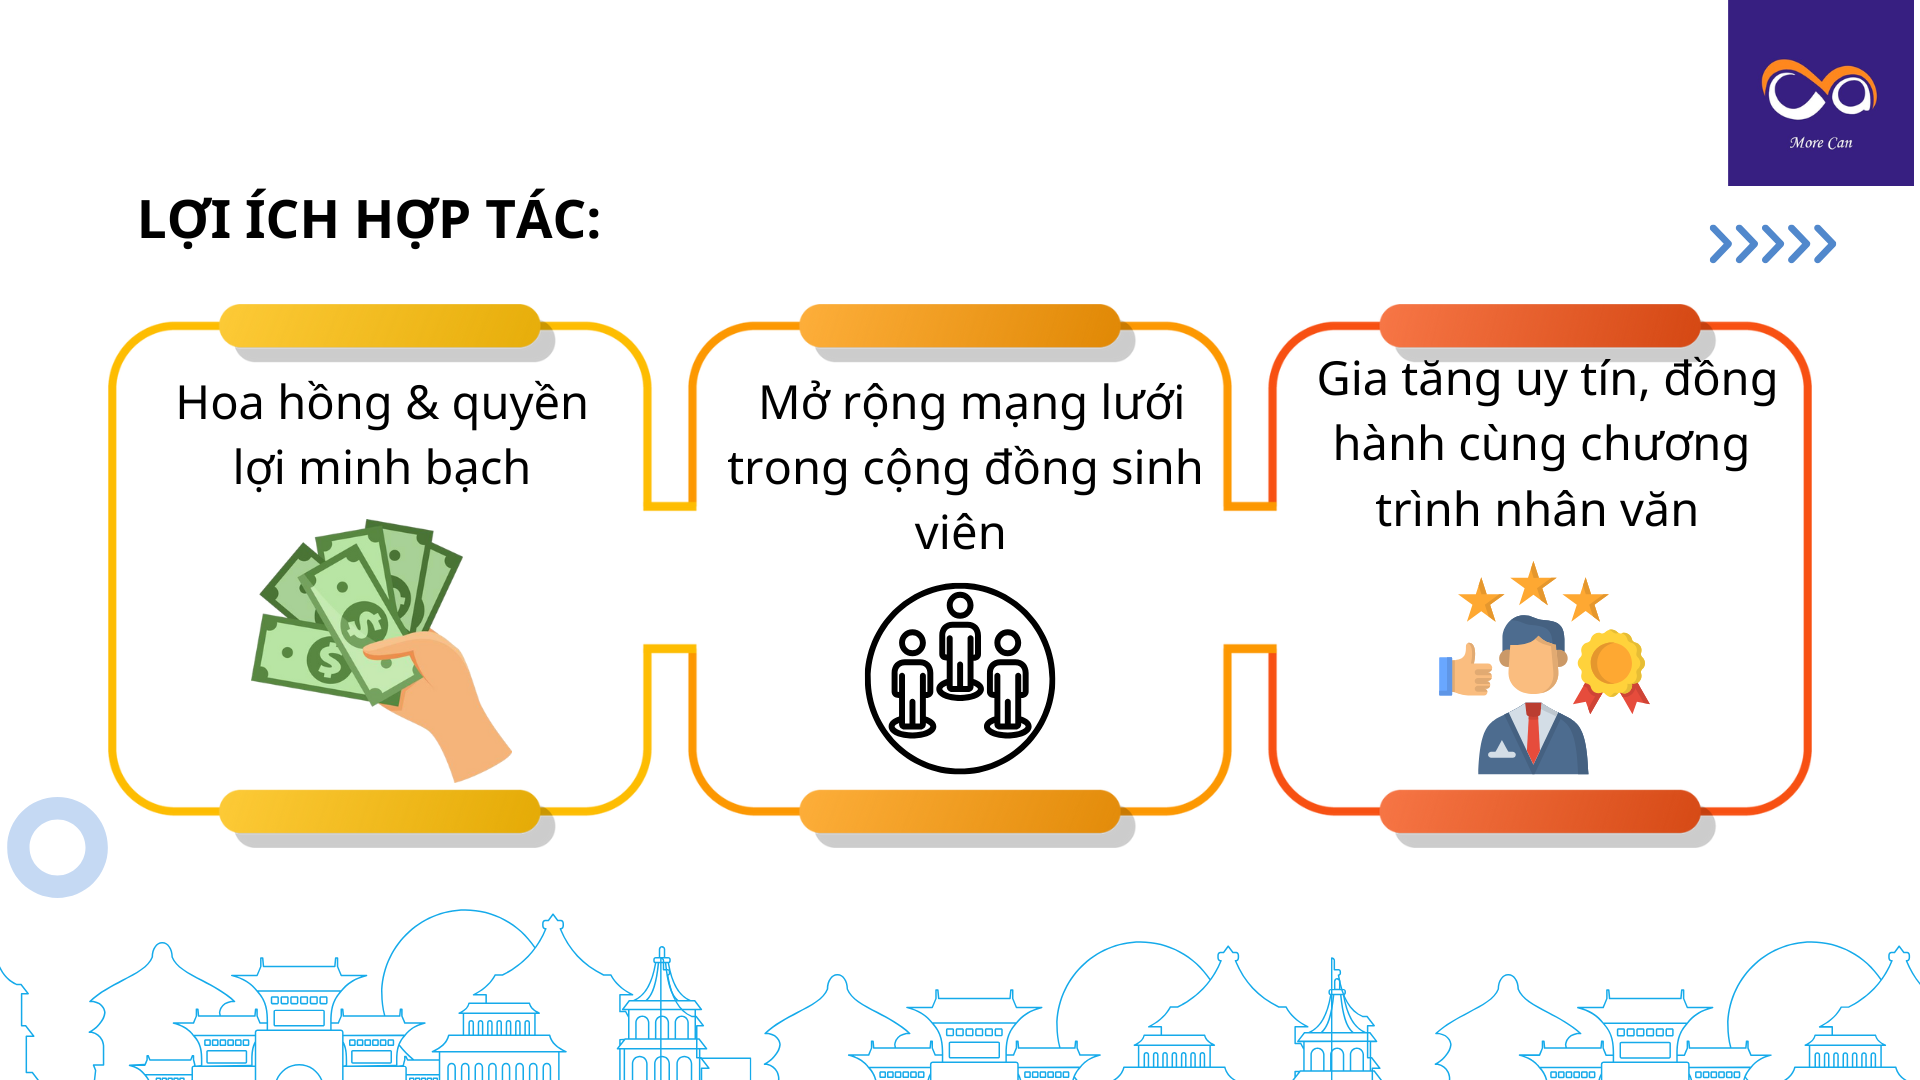 More Can
LỢI ÍCH HỢP TÁC:
Hoa hồng & quyền
lợi minh bạch
Mở rộng mạng lưới
trong cộng đồng sinh
viên
Gia tăng uy tín, đồng
hành cùng chương
trình nhân văn